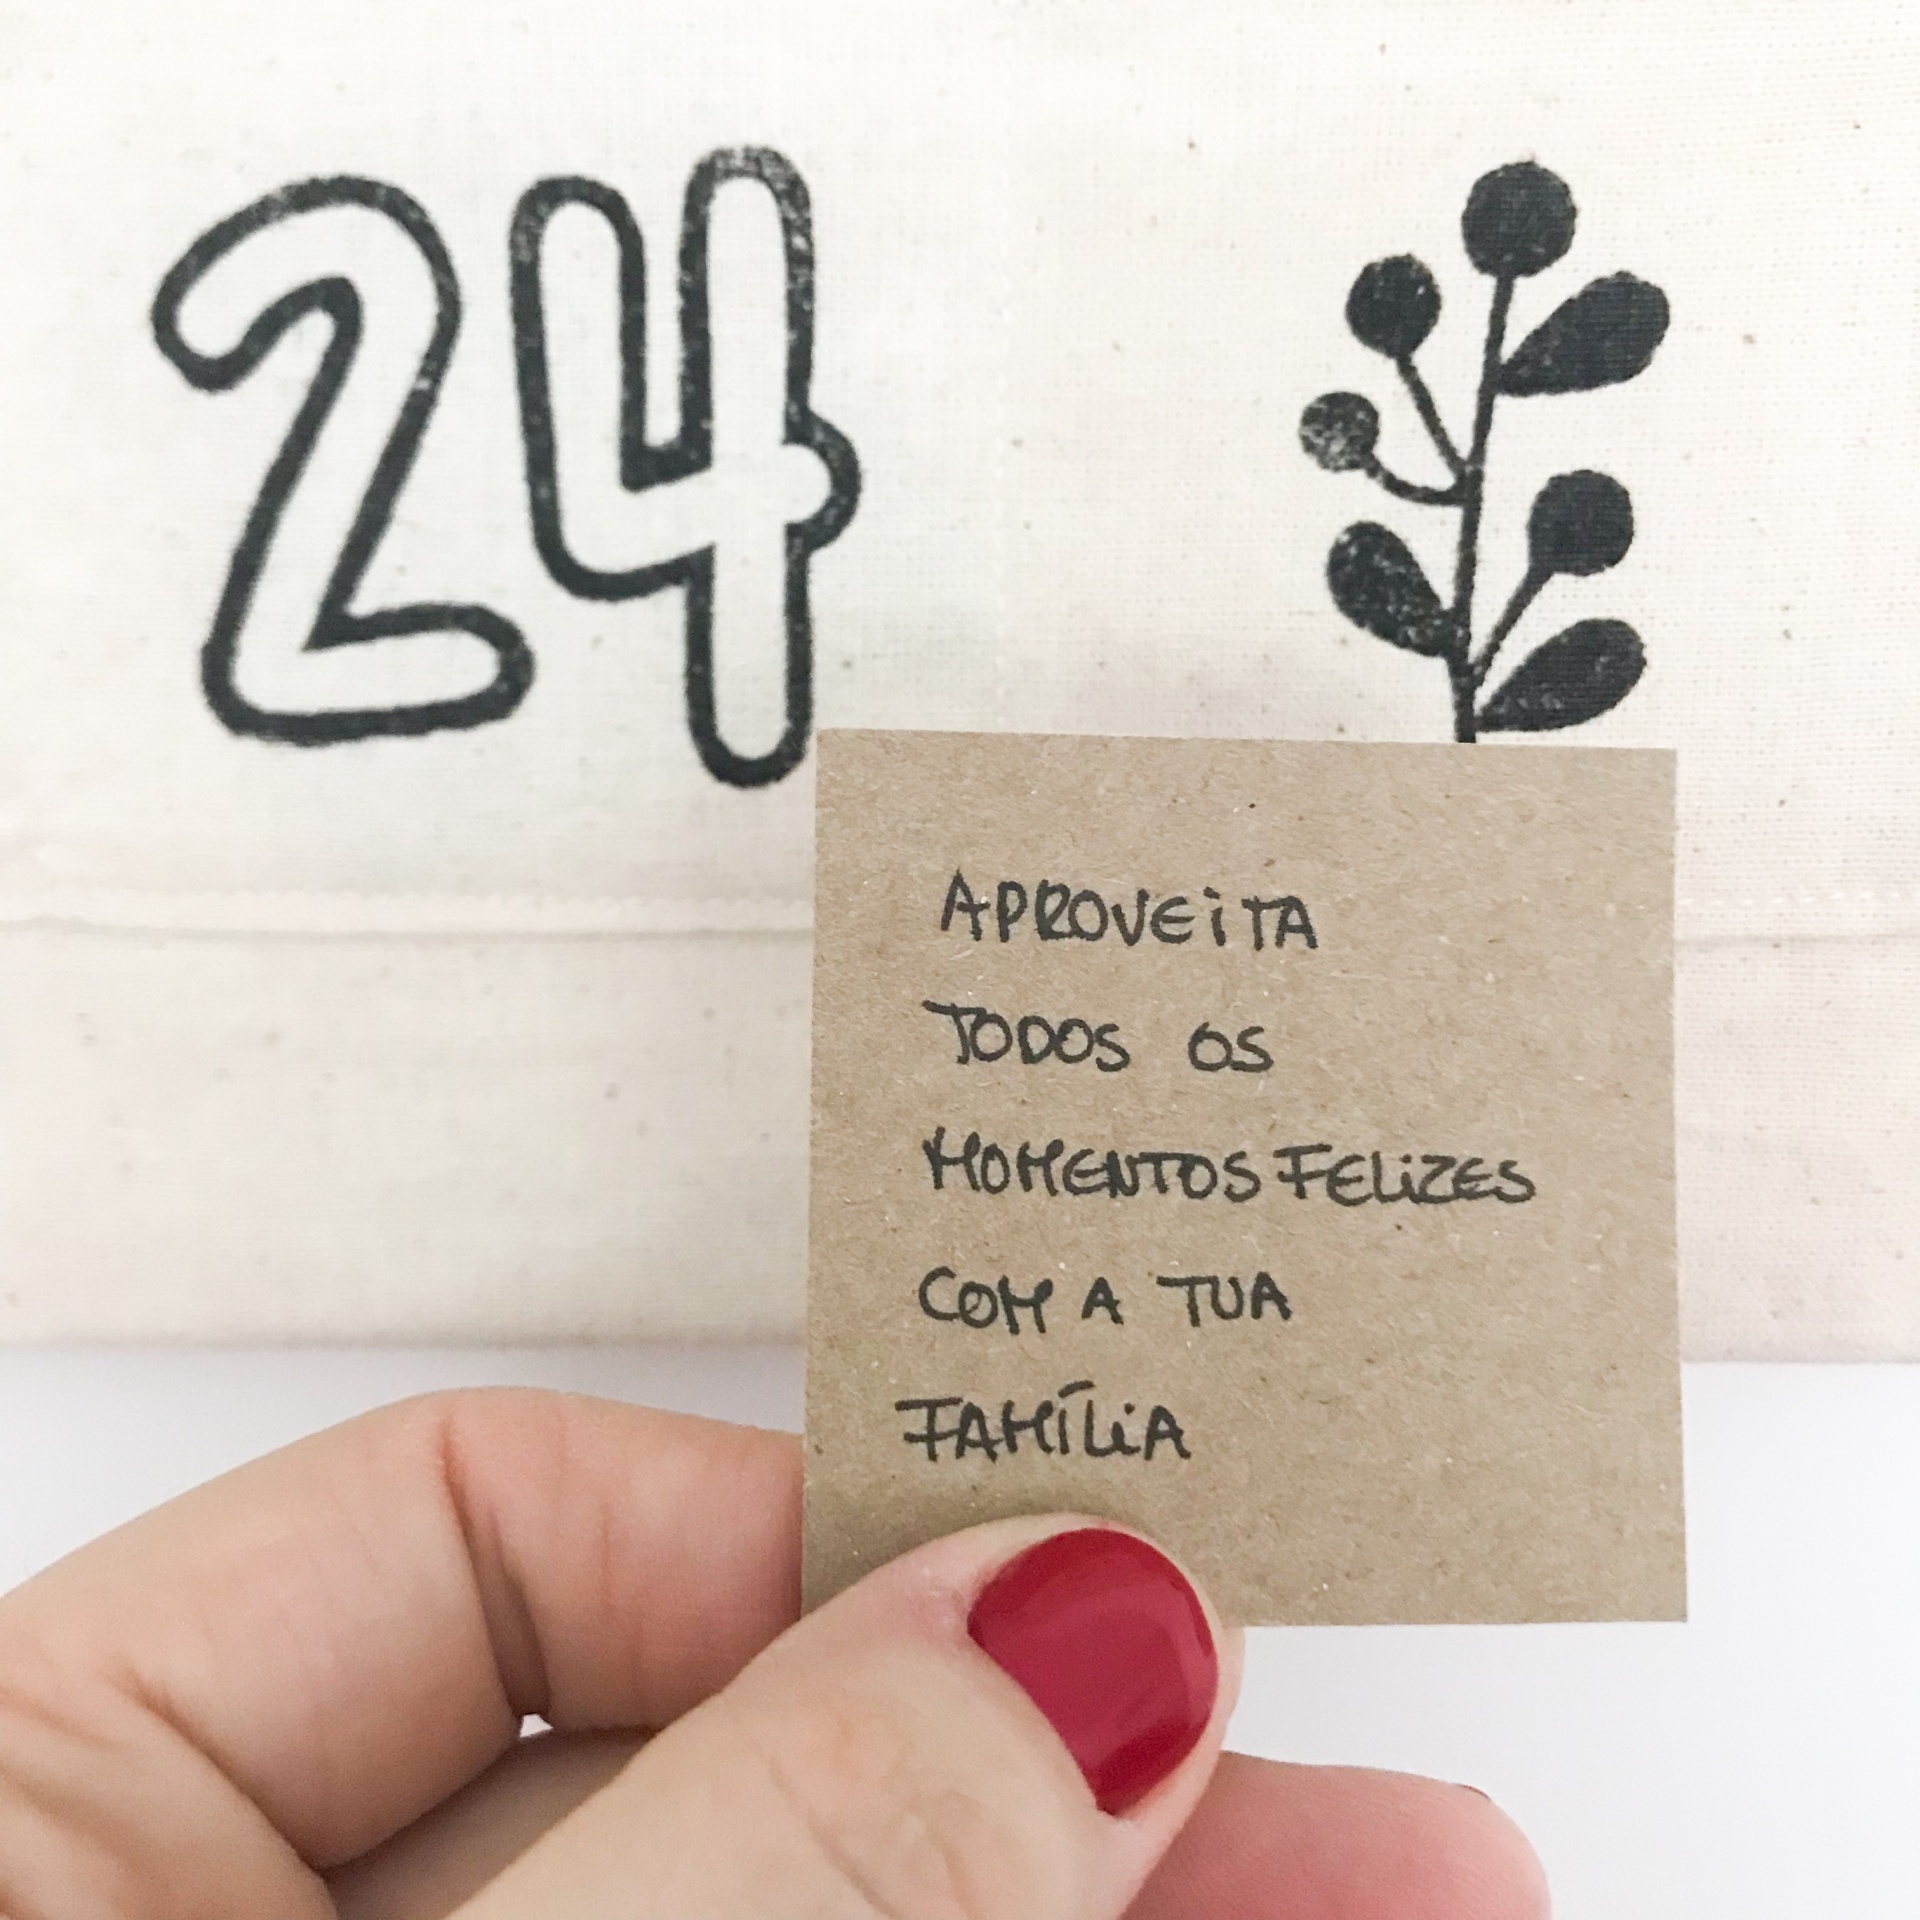 24
APROVEITA
TODOS OS
MOMENTOS FELIZES
COM A TUA
FAMÍLIA